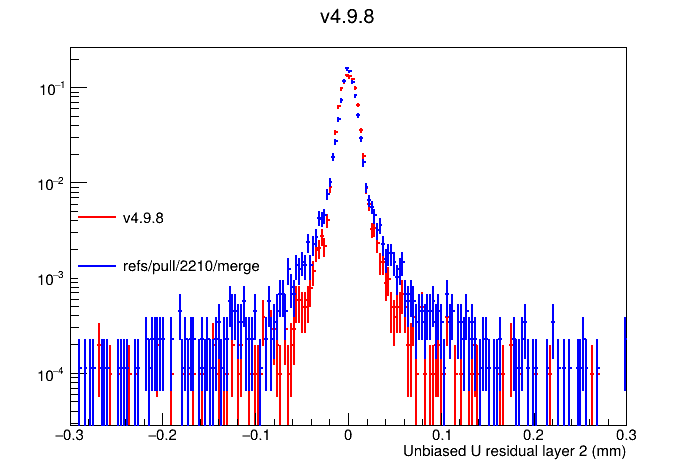 v4.9.8
10⁻¹
10⁻²
v4.9.8
refs/pull/2210/merge
10⁻³
10⁻⁴
−0.3 −0.2 −0.1 0 0.1 0.2 0.3
Unbiased U residual layer 2 (mm)